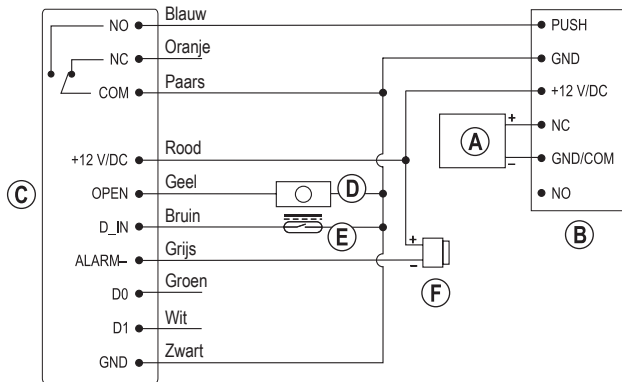 NO Blauw PUSH
NC Oranje GND
COM Paars +12 V/DC
+ NC
A
+12 V/DC Rood - GND/COM
C OPEN Geel D NO
D_IN Bruin E B
ALARM– Grijs + -
F
D0 Groen
D1 Wit
GND Zwart